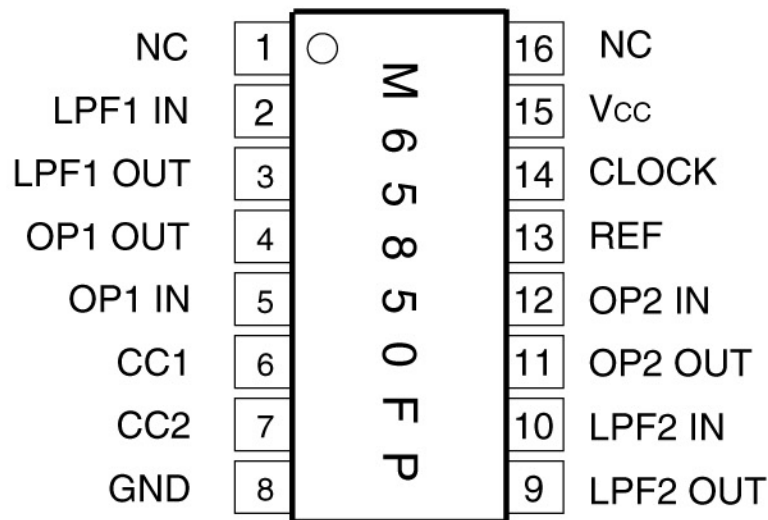 NC 1 16 NC
LPF1 IN 2 15 Vcc
LPF1 OUT 3 14 CLOCK
OP1 OUT 4 13 REF
OP1 IN 5 12 OP2 IN
CC1 6 11 OP2 OUT
CC2 7 10 LPF2 IN
GND 8 9 LPF2 OUT
M65850FP